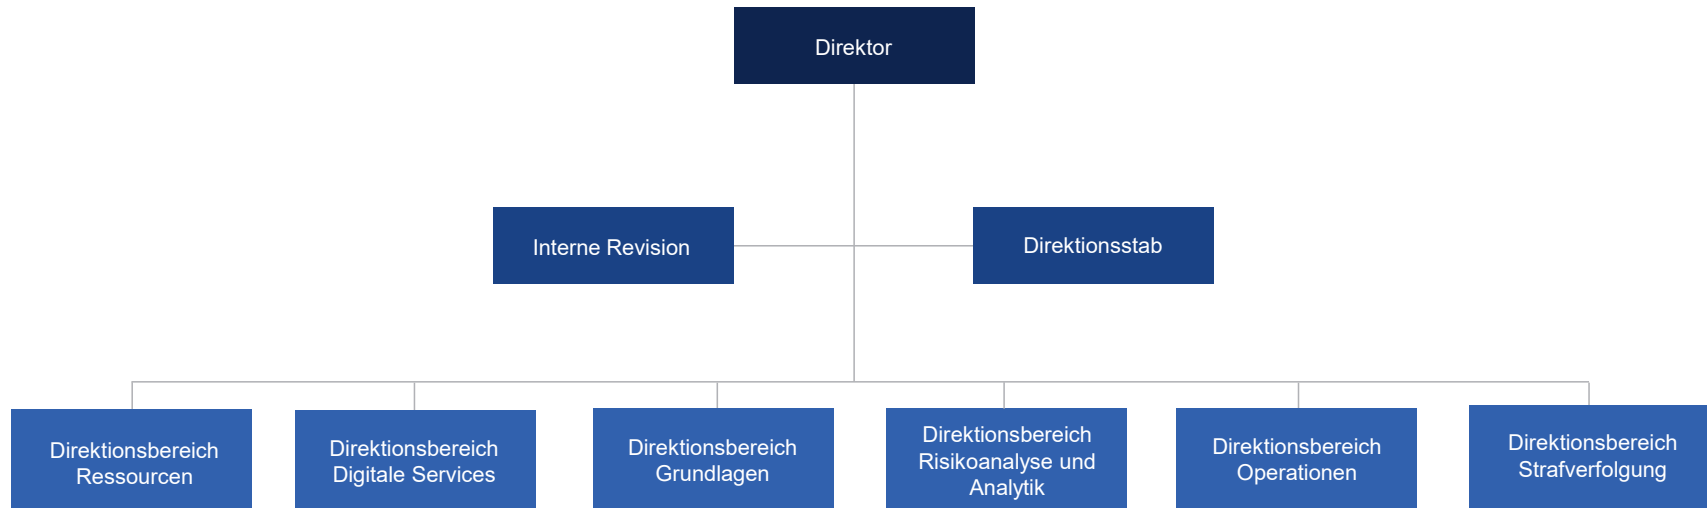 Direktor
Interne Revision
Direktionsstab
Direktionsbereich
Ressourcen
Direktionsbereich
Digitale Services
Direktionsbereich
Grundlagen
Direktionsbereich
Risikoanalyse und
Analytik
Direktionsbereich
Operationen
Direktionsbereich
Strafverfolgung